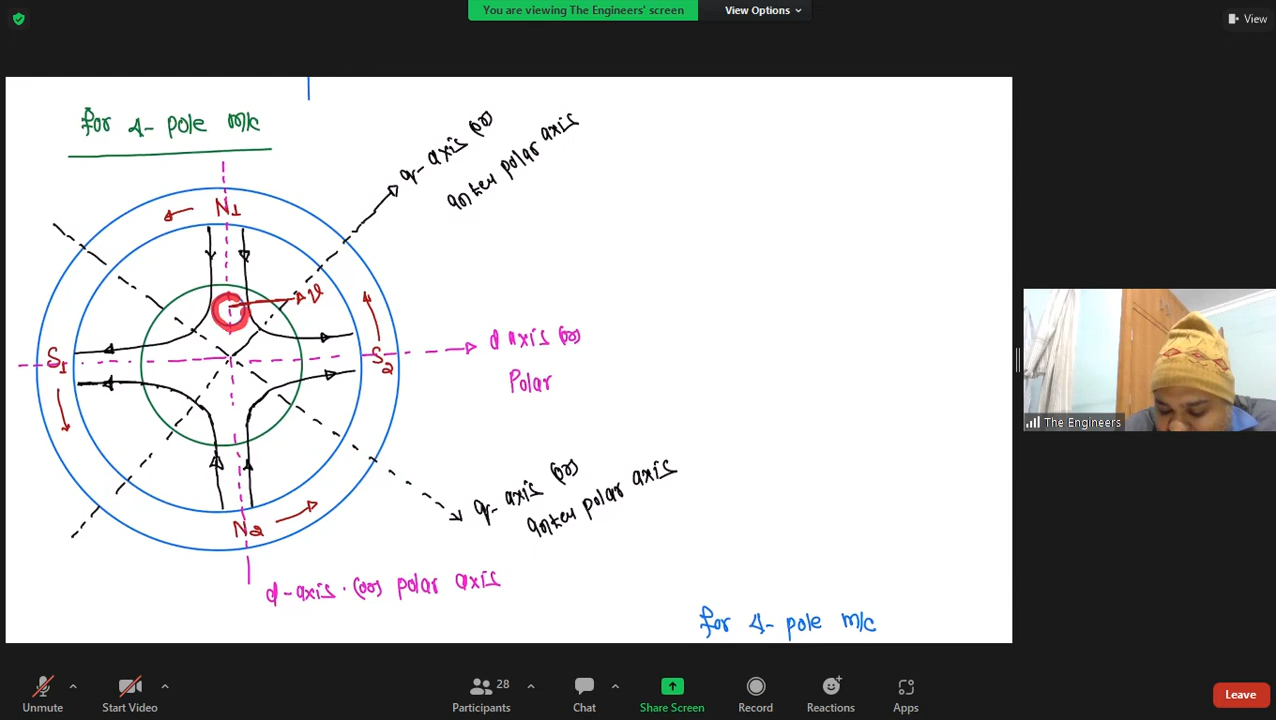 You are viewing The Engineers' screen
View Options
View
for 4- pole m/c
q- axis (or)
inter polar axis
N1
S1
S2
N2
d axis (or)
Polar
q- axis (or)
inter polar axis
d-axis (or) polar axis
for 4- pole m/c
The Engineers
Unmute
Start Video
28
Participants
Chat
Share Screen
Record
Reactions
Apps
Leave